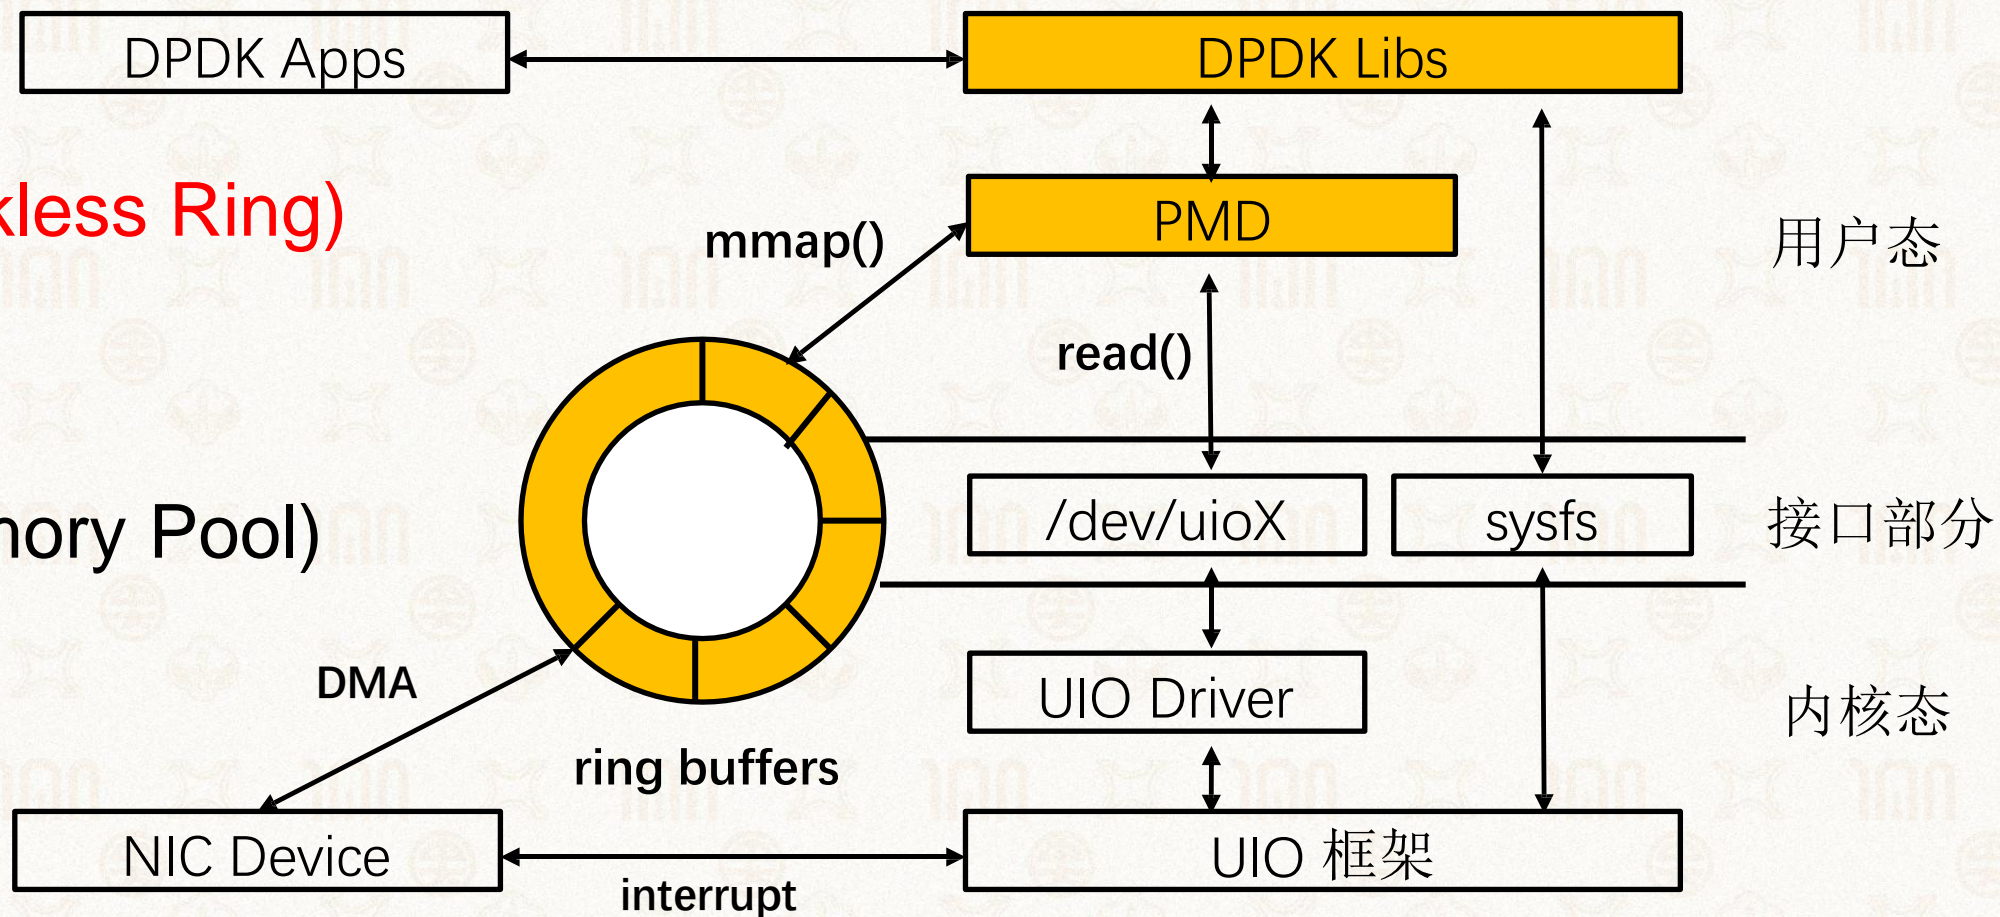 DPDK Apps
DPDK Libs
kless Ring)
PMD
mmap()
用户态
read()
/dev/uioX
sysfs
接口部分
mory Pool)
UIO Driver
DMA
内核态
ring buffers
NIC Device
UIO 框架
interrupt